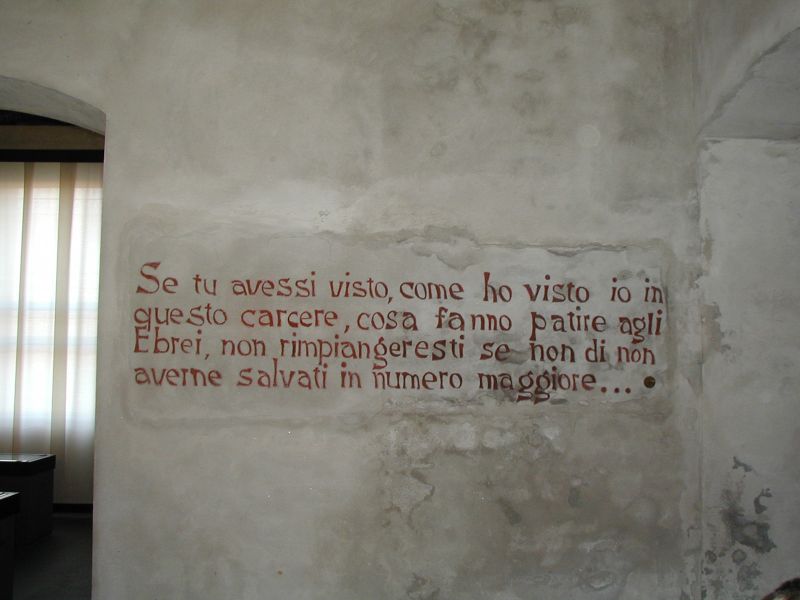 Se tu avessi visto, come ho visto io in
questo carcere, cosa fanno patire agli
Ebrei, non rimpiangeresti se non di non
averne salvati in numero maggiore...